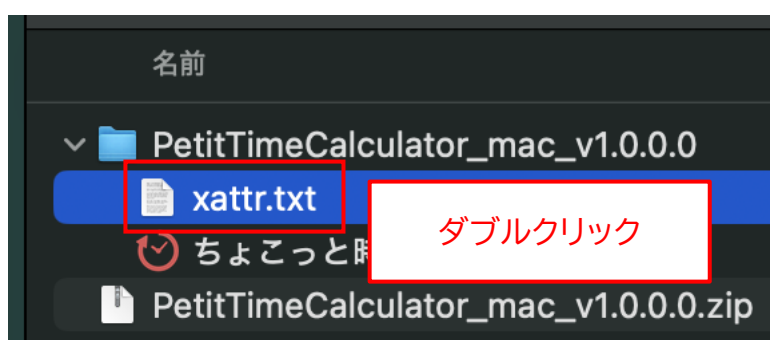 名前
PetitTimeCalculator_mac_v1.0.0.0
xattr.txt
ダブルクリック
ちょこっと
PetitTimeCalculator_mac_v1.0.0.0.zip